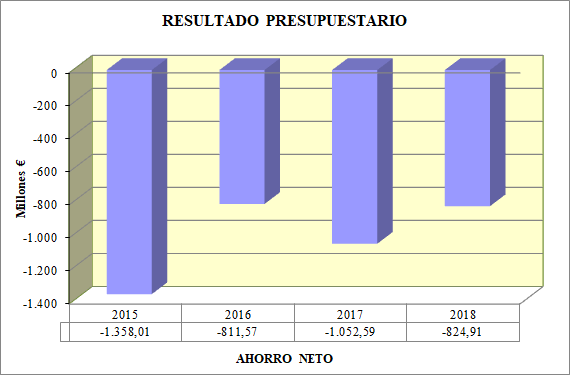 RESULTADO PRESUPUESTARIO
Millones €
0
-200
-400
-600
-800
-1.000
-1.200
-1.400
2015 2016 2017 2018
-1.358,01 -811,57 -1.052,59 -824,91
AHORRO NETO